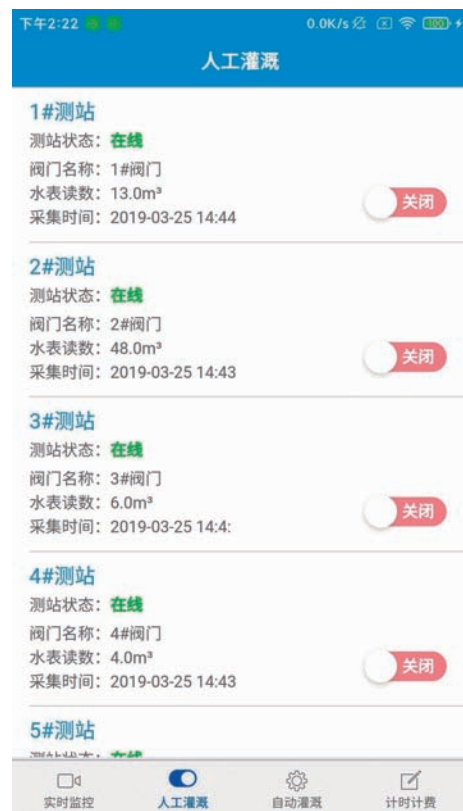 下午2:22 0.0K/s 100
人工灌溉
1#测站
测站状态：在线
阀门名称：1#阀门
水表读数：13.0m³
关闭
采集时间：2019-03-25 14:44
2#测站
测站状态：在线
阀门名称：2#阀门
水表读数：48.0m³
关闭
采集时间：2019-03-25 14:43
3#测站
测站状态：在线
阀门名称：3#阀门
水表读数：6.0m³
关闭
采集时间：2019-03-25 14:4:
4#测站
测站状态：在线
阀门名称：4#阀门
水表读数：4.0m³
关闭
采集时间：2019-03-25 14:43
5#测站
测站状态：在线
实时监控 人工灌溉 自动灌溉 计时计费